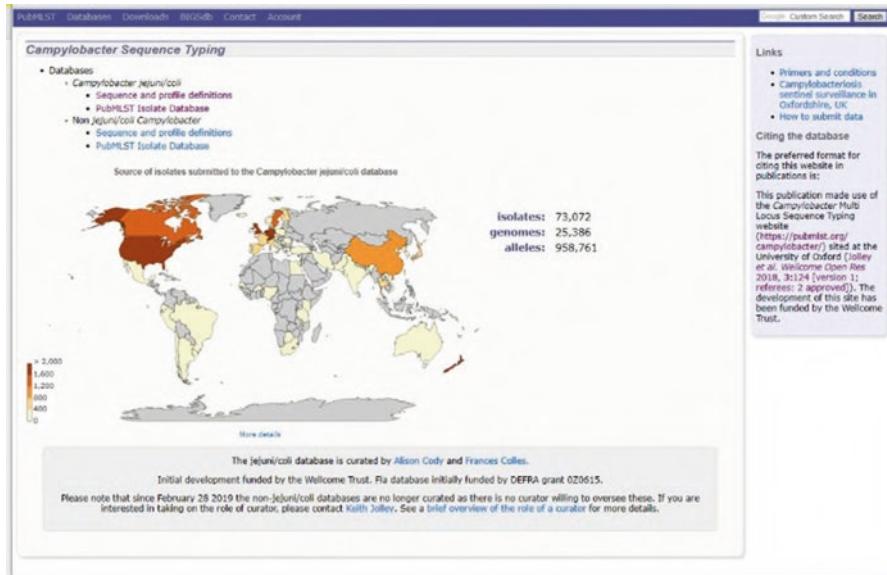 PubMLST Databases Downloads BIGSdb Contact Account
Google Custom Search Search
Campylobacter Sequence Typing
Databases
Campylobacter jejuni/coli
Sequence and profile definitions
PubMLST Isolate Database
Non jejuni/coli Campylobacter
Sequence and profile definitions
PubMLST Isolate Database
Source of isolates submitted to the Campylobacter jejuni/coli database
isolates: 73,072
genomes: 25,386
alleles: 958,761
> 2,000
1,600
1,200
800
400
0
More details
The jejuni/coli database is curated by Alison Cody and Frances Colles.
Initial development funded by the Wellcome Trust. Fla database initially funded by DEFRA grant OZ0615.
Please note that since February 28 2019 the non-jejuni/coli databases are no longer curated as there is no curator willing to oversee these. If you are
interested in taking on the role of curator, please contact Keith Jolley. See a brief overview of the role of a curator for more details.
Links
Primers and conditions
Campylobacteriosis
sentinel surveillance in
Oxfordshire, UK
How to submit data
Citing the database
The preferred format for
citing this website in
publications is:
This publication made use of
the Campylobacter Multi
Locus Sequence Typing
website
(https://pubmlst.org/
campylobacter/) sited at the
University of Oxford (Jolley
et al. Wellcome Open Res
2018, 3:124 [version 1;
referees: 2 approved]). The
development of this site has
been funded by the Wellcome
Trust.